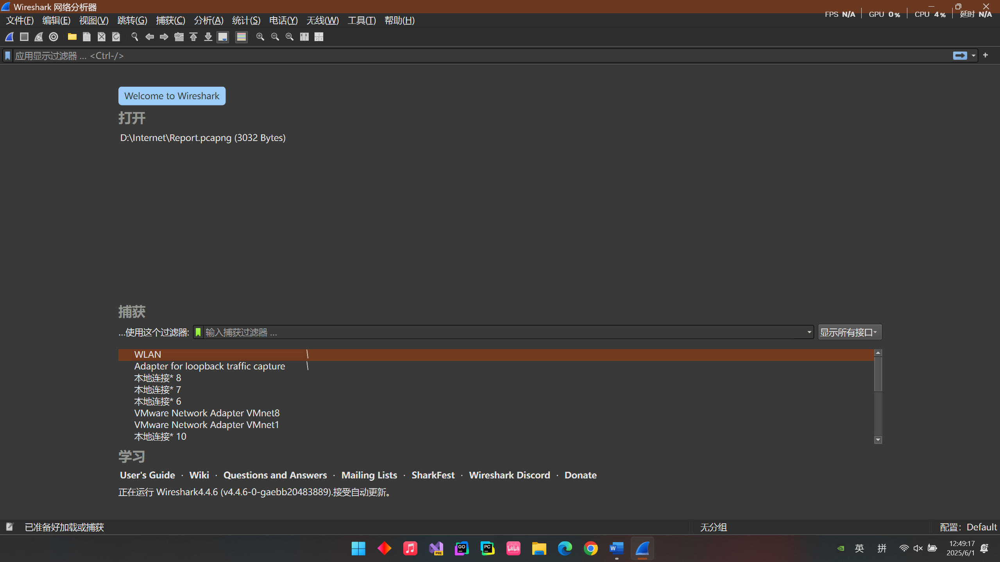 Wireshark 网络分析器
FPS N/A GPU 0% CPU 4% 延时 N/A
文件(F) 编辑(E) 视图(V) 跳转(G) 捕获(C) 分析(A) 统计(S) 电话(Y) 无线(W) 工具(T) 帮助(H)
应用显示过滤器 … <Ctrl-/>
Welcome to Wireshark
打开
D:\Internet\Report.pcapng (3032 Bytes)
捕获
…使用这个过滤器: 输入捕获过滤器 … 显示所有接口
WLAN
Adapter for loopback traffic capture
本地连接* 8
本地连接* 7
本地连接* 6
VMware Network Adapter VMnet8
VMware Network Adapter VMnet1
本地连接* 10
学习
User's Guide · Wiki · Questions and Answers · Mailing Lists · SharkFest · Wireshark Discord · Donate
正在运行 Wireshark4.4.6 (v4.4.6-0-gaebb20483889).接受自动更新。
已准备好加载或捕获 无分组 配置：Default
PRE GO PC bilibili W 英 拼 12:49:17
2025/6/1